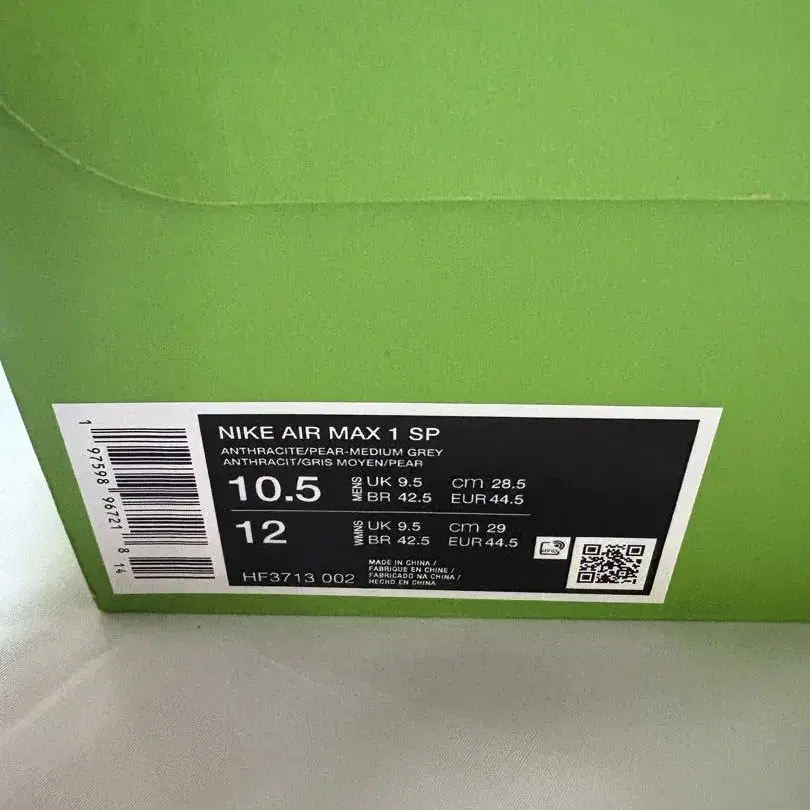 NIKE AIR MAX 1 SP
ANTHRACITE/PEAR-MEDIUM GREY
ANTHRACIT/GRIS MOYEN/PEAR
10.5 MENS UK 9.5 cm 28.5
BR 42.5 EUR 44.5
12 WMNS UK 9.5 cm 29
BR 42.5 EUR 44.5
HF3713 002
MADE IN CHINA /
FABRIQUE EN CHINE /
FABRICADO NA CHINA /
HECHO EN CHINA
1 97598 96721 8 14